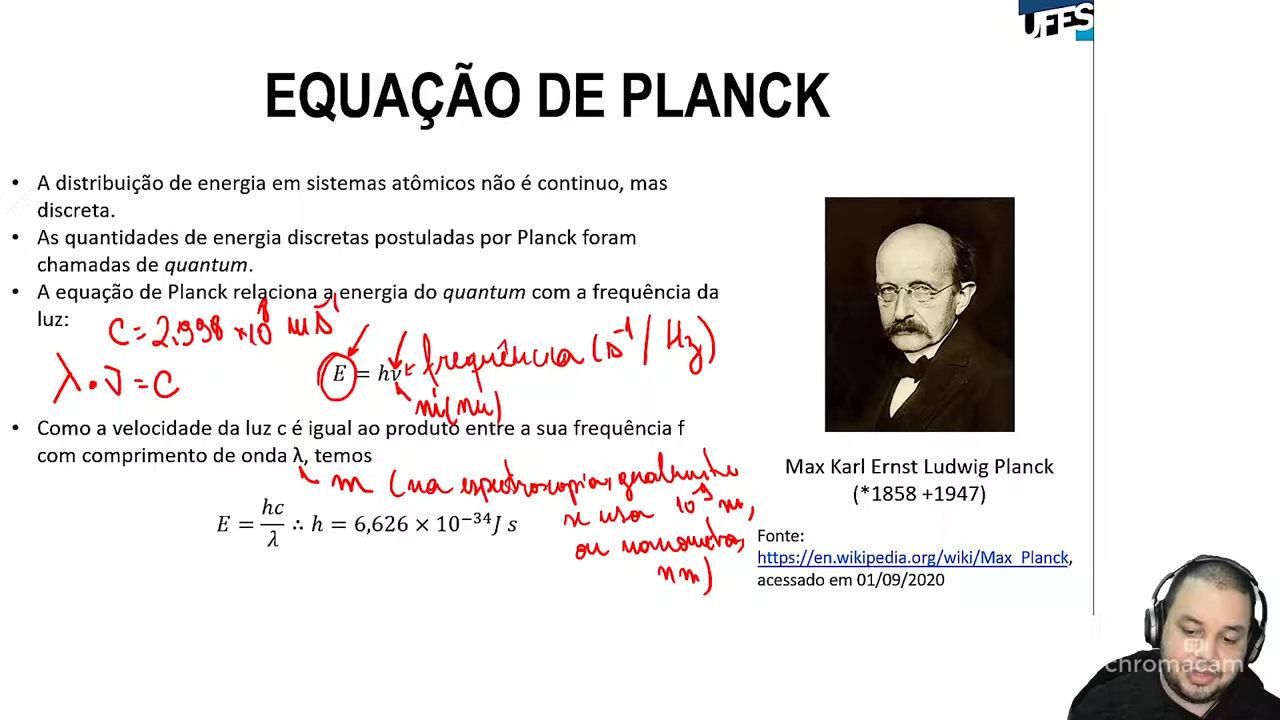 UFES
EQUAÇÃO DE PLANCK
• A distribuição de energia em sistemas atômicos não é continuo, mas
discreta.
• As quantidades de energia discretas postuladas por Planck foram
chamadas de quantum.
• A equação de Planck relaciona a energia do quantum com a frequência da
luz:
C = 2.998 × 10⁸ m s⁻¹
E = hν
frequência (s⁻¹ / Hz)
λ • ν = C
ni (nu)
• Como a velocidade da luz c é igual ao produto entre a sua frequência f
com comprimento de onda λ, temos
m (na espectroscopia, geralmente
se usa 10⁻⁹ m,
ou nanometro,
nm)
E = hc/λ ∴ h = 6,626 × 10⁻³⁴ J s
Max Karl Ernst Ludwig Planck
(*1858 +1947)
Fonte:
https://en.wikipedia.org/wiki/Max_Planck,
acessado em 01/09/2020
chromacam